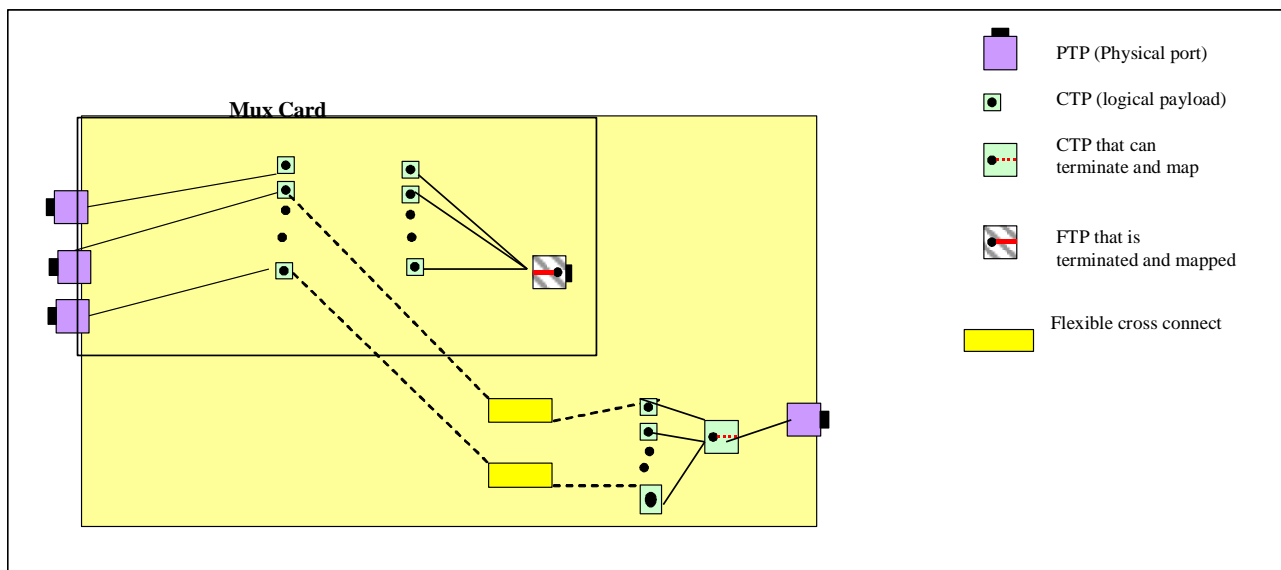 Mux Card
PTP (Physical port)
CTP (logical payload)
CTP that can
terminate and map
FTP that is
terminated and mapped
Flexible cross connect